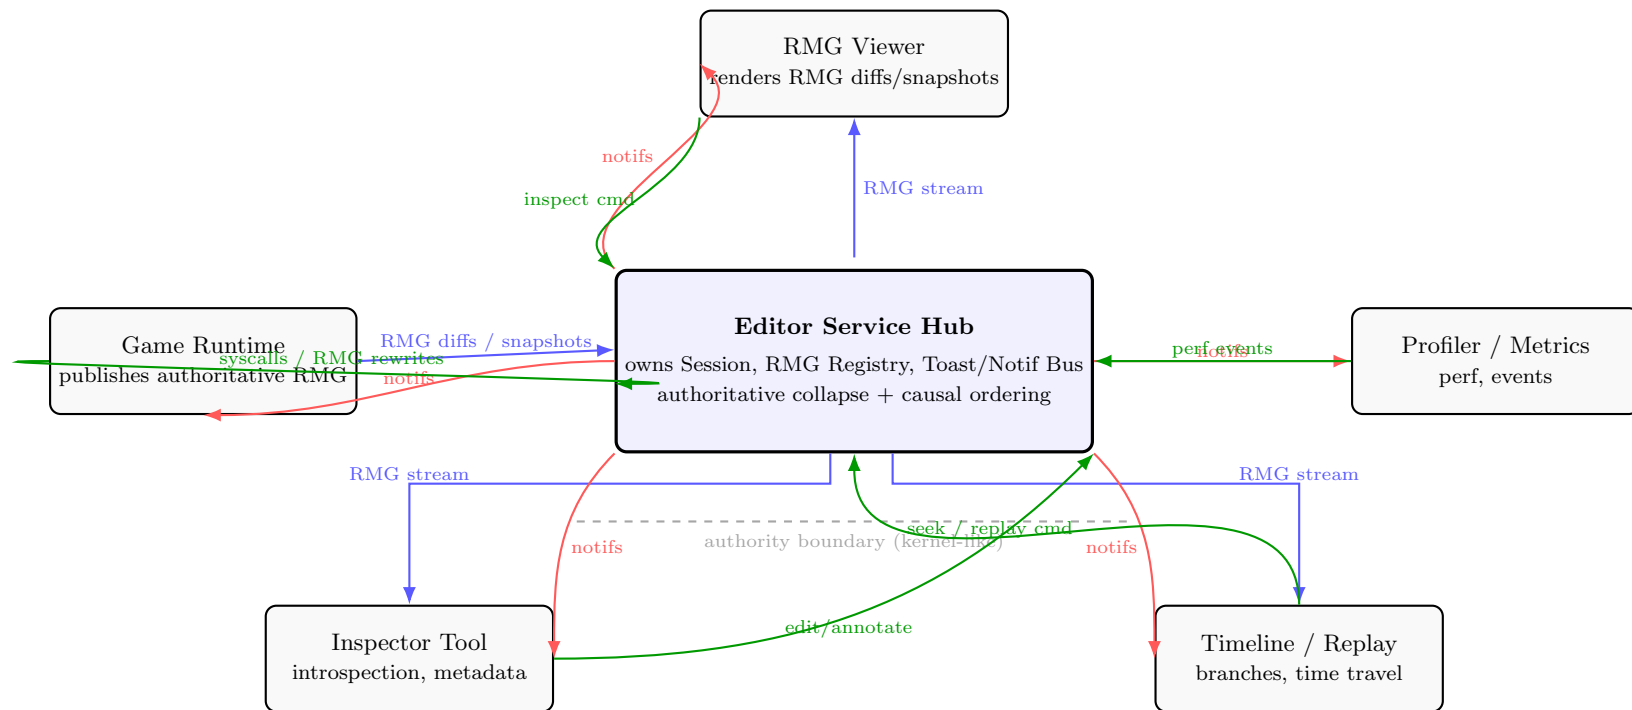 RMG Viewer
renders RMG diffs/snapshots
notifs
RMG stream
inspect cmd
Editor Service Hub
owns Session, RMG Registry, Toast/Notif Bus
authoritative collapse + causal ordering
Game Runtime
publishes authoritative RMG
RMG diffs / snapshots
syscalls / RMG rewrites
notifs
perf events
notifs
Profiler / Metrics
perf, events
RMG stream
RMG stream
seek / replay cmd
authority boundary (kernel-like)
notifs
notifs
edit/annotate
Inspector Tool
introspection, metadata
Timeline / Replay
branches, time travel